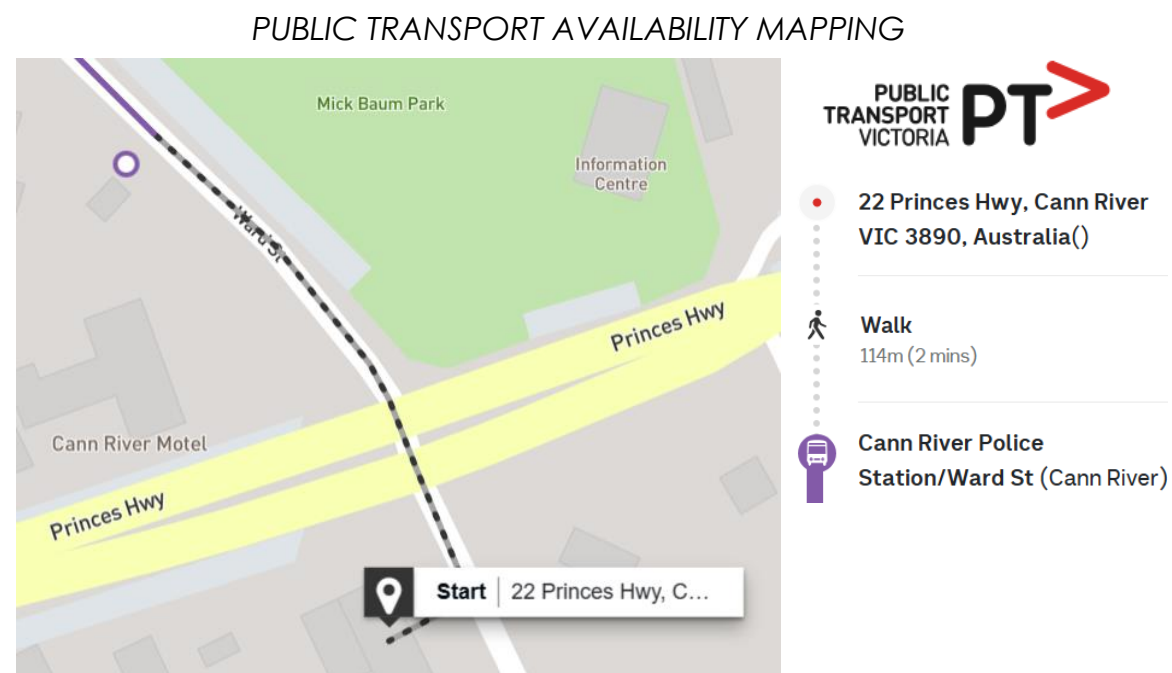 PUBLIC TRANSPORT AVAILABILITY MAPPING
Mick Baum Park
Information
Centre
Ward St
Princes Hwy
Cann River Motel
Princes Hwy
Start | 22 Princes Hwy, C...
PUBLIC
TRANSPORT
VICTORIA
PT
22 Princes Hwy, Cann River
VIC 3890, Australia()
Walk
114m (2 mins)
Cann River Police
Station/Ward St (Cann River)